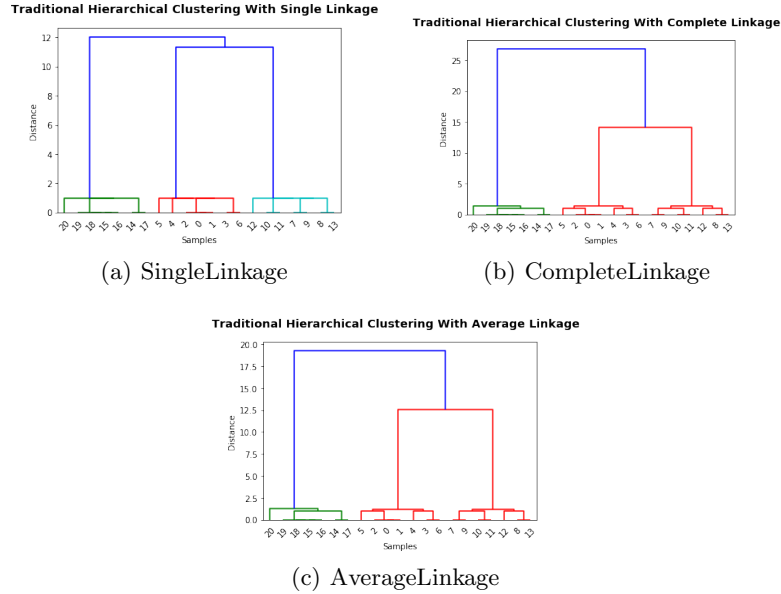 Traditional Hierarchical Clustering With Single Linkage
12
10
8
6
4
2
0
Distance
20 19 18 15 16 14 17 5 4 2 0 1 3 6 12 10 11 7 9 8 13
Samples
(a) SingleLinkage
Traditional Hierarchical Clustering With Complete Linkage
25
20
15
10
5
0
Distance
20 19 18 15 16 14 17 5 2 0 1 4 3 6 7 9 10 11 12 8 13
Samples
(b) CompleteLinkage
Traditional Hierarchical Clustering With Average Linkage
20.0
17.5
15.0
12.5
10.0
7.5
5.0
2.5
0.0
Distance
20 19 18 15 16 14 17 5 2 0 1 4 3 6 7 9 10 11 12 8 13
Samples
(c) AverageLinkage